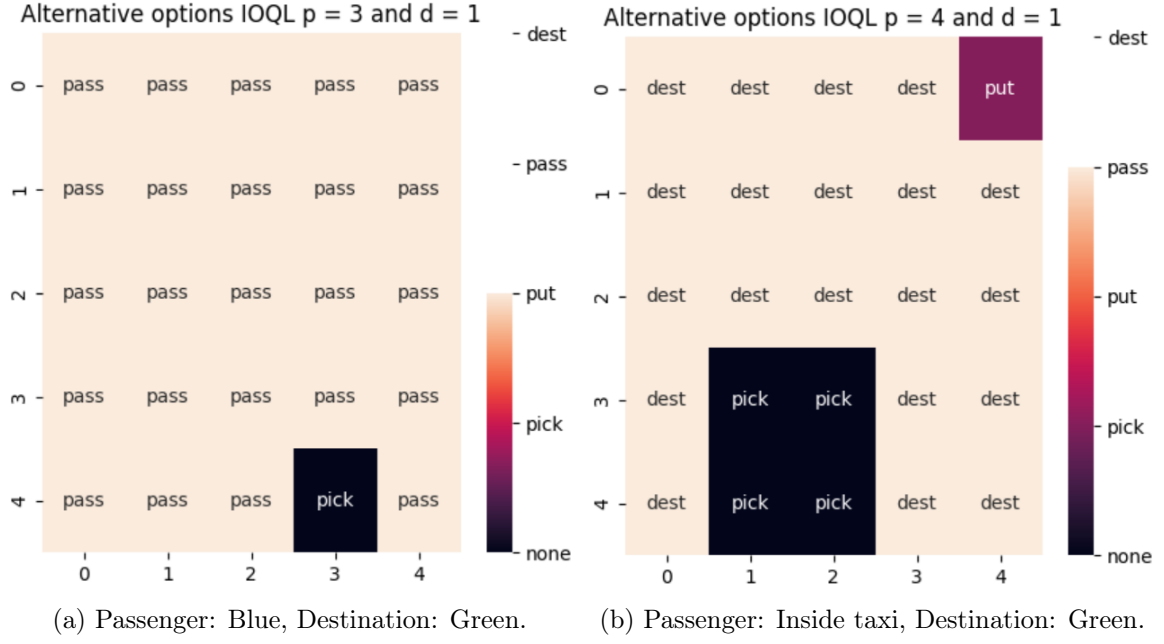 Alternative options IOQL p = 3 and d = 1
0 pass pass pass pass pass
1 pass pass pass pass pass
2 pass pass pass pass pass
3 pass pass pass pass pass
4 pass pass pass pick pass
0 1 2 3 4
dest
pass
put
pick
none
(a) Passenger: Blue, Destination: Green.
Alternative options IOQL p = 4 and d = 1
0 dest dest dest dest put
1 dest dest dest dest dest
2 dest dest dest dest dest
3 dest pick pick dest dest
4 dest pick pick dest dest
0 1 2 3 4
dest
pass
put
pick
none
(b) Passenger: Inside taxi, Destination: Green.